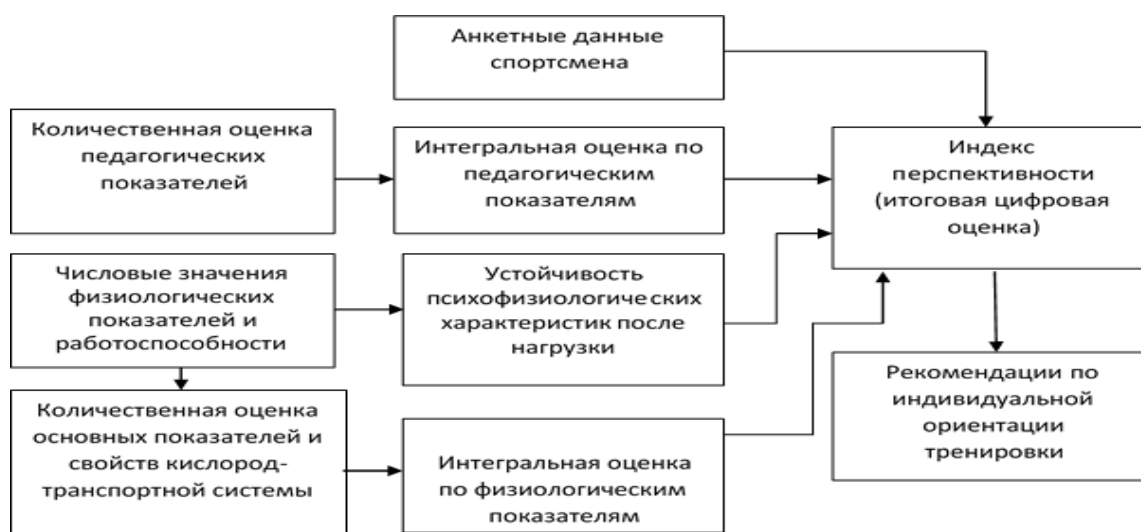 Анкетные данные
спортсмена
Количественная оценка
педагогических
показателей
Интегральная оценка по
педагогическим
показателям
Индекс
перспективности
(итоговая цифровая
оценка)
Числовые значения
физиологических
показателей и
работоспособности
Устойчивость
психофизиологических
характеристик после
нагрузки
Рекомендации по
индивидуальной
ориентации
тренировки
Количественная оценка
основных показателей и
свойств кислород-
транспортной системы
Интегральная оценка
по физиологическим
показателям